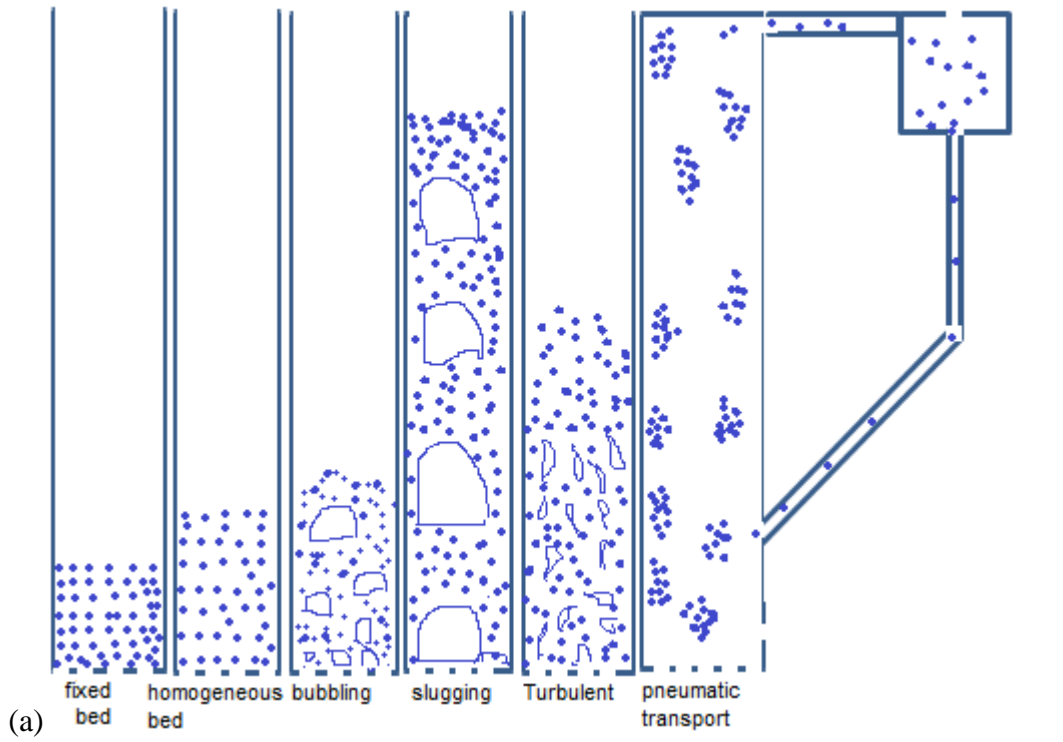 fixed
bed
homogeneous
bed
bubbling
slugging
Turbulent
pneumatic
transport
(a)